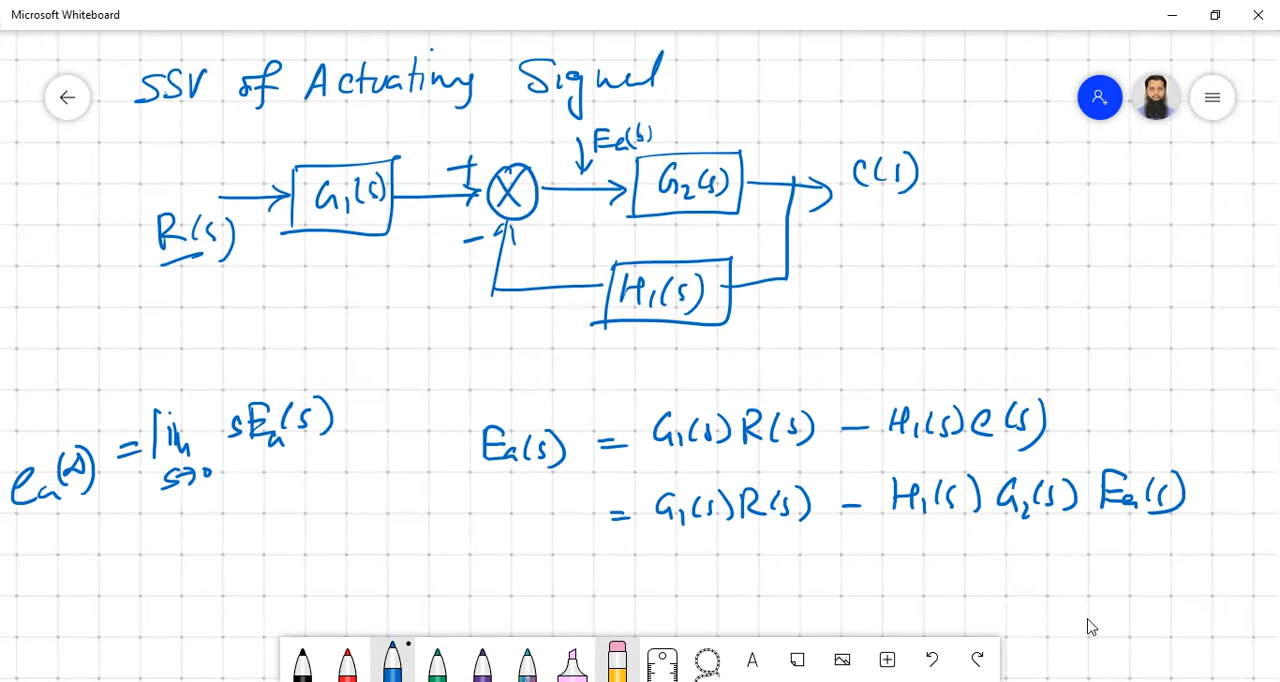 Microsoft Whiteboard
SSV of Actuating Signal
Ea(s)
+
G1(s)
G2(s)
C(s)
R(s)
-
H1(s)
ea(∞) = lim s→0 sEa(s)
Ea(s) = G1(s)R(s) - H1(s)C(s)
= G1(s)R(s) - H1(s) G2(s) Ea(s)
A